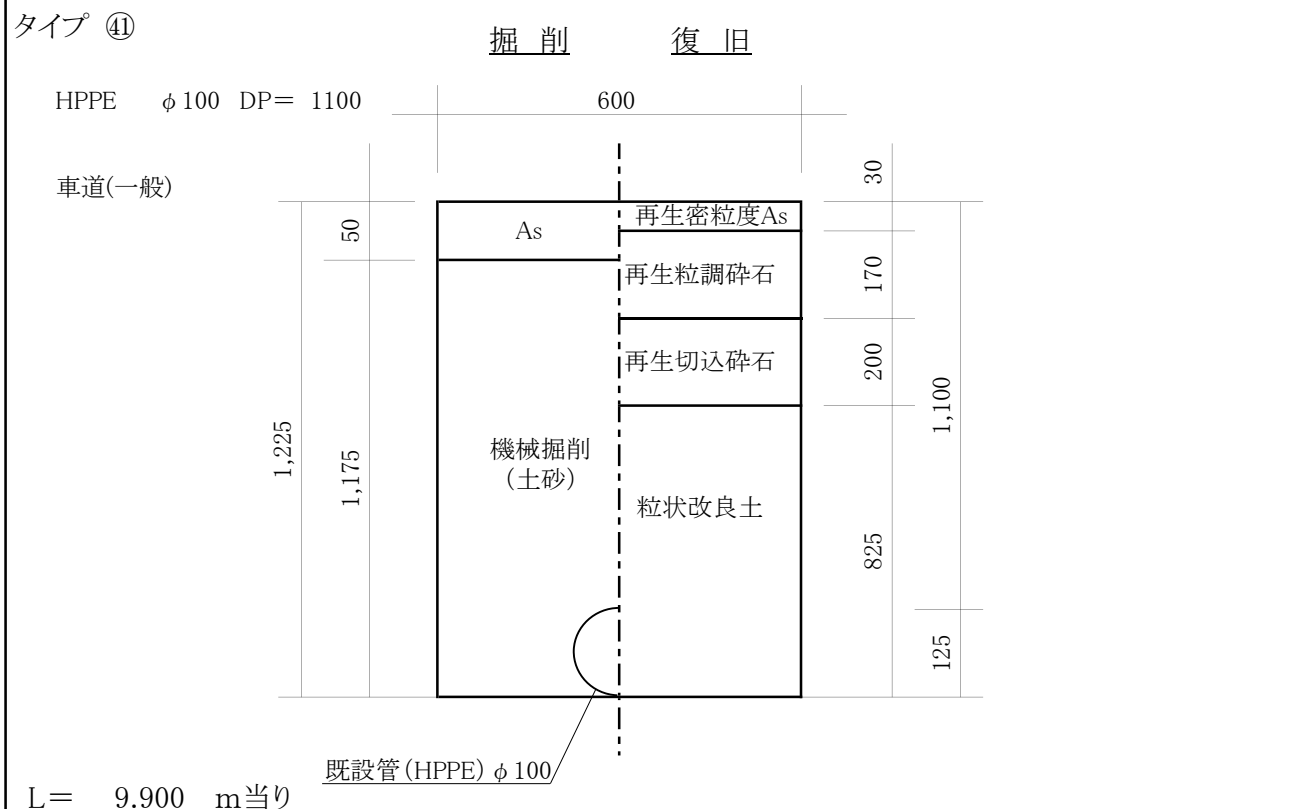 タイプ ㊶
掘 削 復 旧
HPPE φ100 DP= 1100
600
車道(一般)
30
50
As
再生密粒度As
再生粒調砕石
170
再生切込砕石
200
1,100
1,225
1,175
機械掘削
(土砂)
粒状改良土
825
125
既設管(HPPE)φ100
L= 9.900 m当り